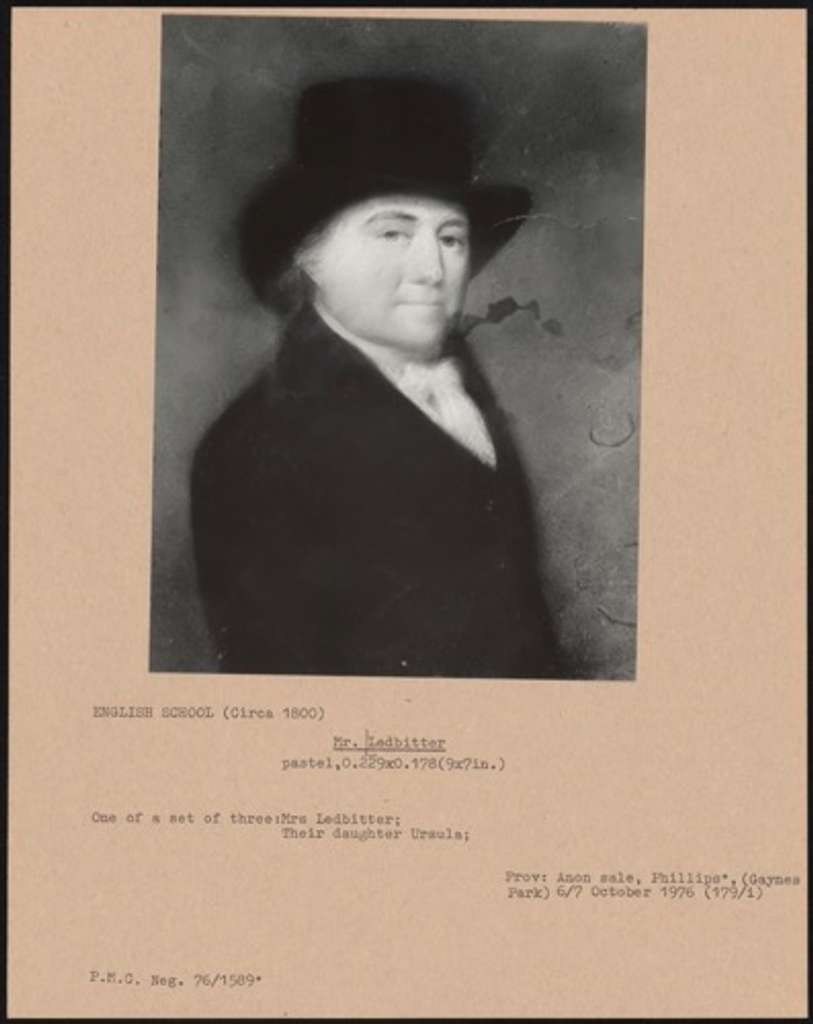 ENGLISH SCHOOL (Circa 1800)
Mr. Ledbitter
pastel,0.229x0.178(9x7in.)
One of a set of three:Mrs Ledbitter;
Their daughter Ursula;
Prov: Anon sale, Phillips*, (Gaynes
Park) 6/7 October 1976 (179/i)
P.M.C. Neg. 76/1589*